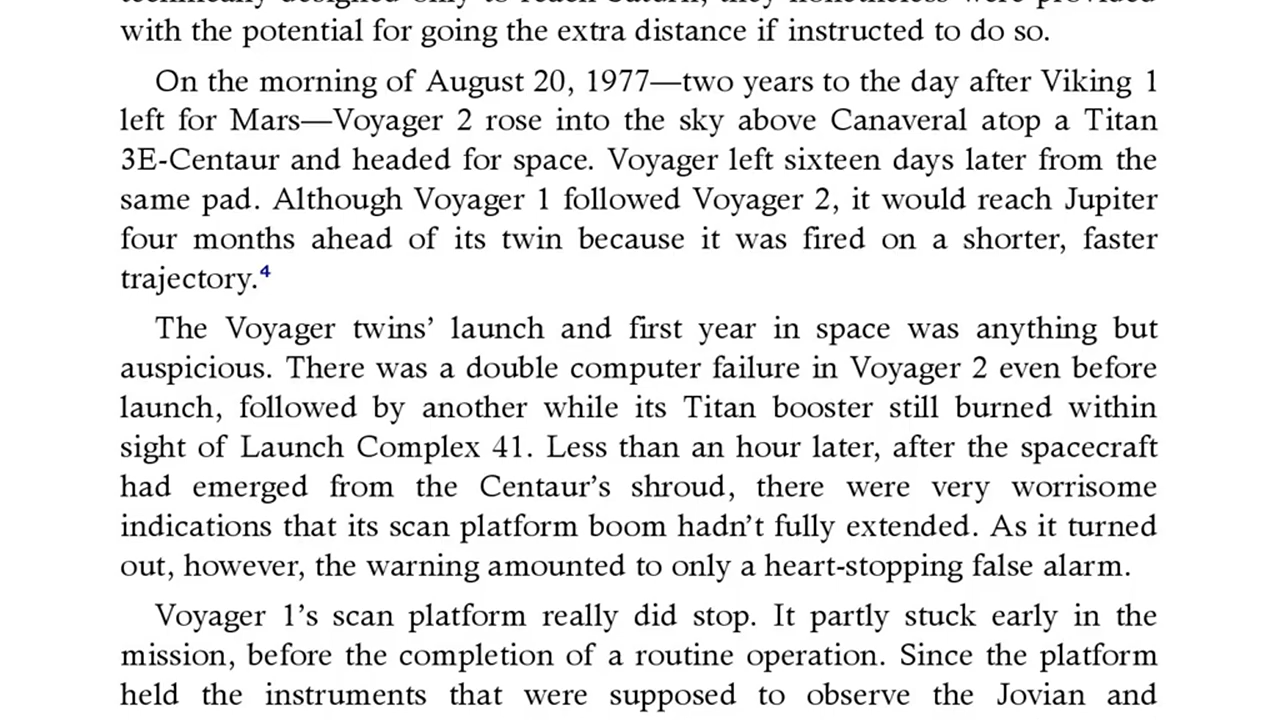 technically designed only to reach Saturn, they nonetheless were provided
with the potential for going the extra distance if instructed to do so.
On the morning of August 20, 1977—two years to the day after Viking 1
left for Mars—Voyager 2 rose into the sky above Canaveral atop a Titan
3E-Centaur and headed for space. Voyager left sixteen days later from the
same pad. Although Voyager 1 followed Voyager 2, it would reach Jupiter
four months ahead of its twin because it was fired on a shorter, faster
trajectory.4
The Voyager twins’ launch and first year in space was anything but
auspicious. There was a double computer failure in Voyager 2 even before
launch, followed by another while its Titan booster still burned within
sight of Launch Complex 41. Less than an hour later, after the spacecraft
had emerged from the Centaur’s shroud, there were very worrisome
indications that its scan platform boom hadn’t fully extended. As it turned
out, however, the warning amounted to only a heart-stopping false alarm.
Voyager 1’s scan platform really did stop. It partly stuck early in the
mission, before the completion of a routine operation. Since the platform
held the instruments that were supposed to observe the Jovian and